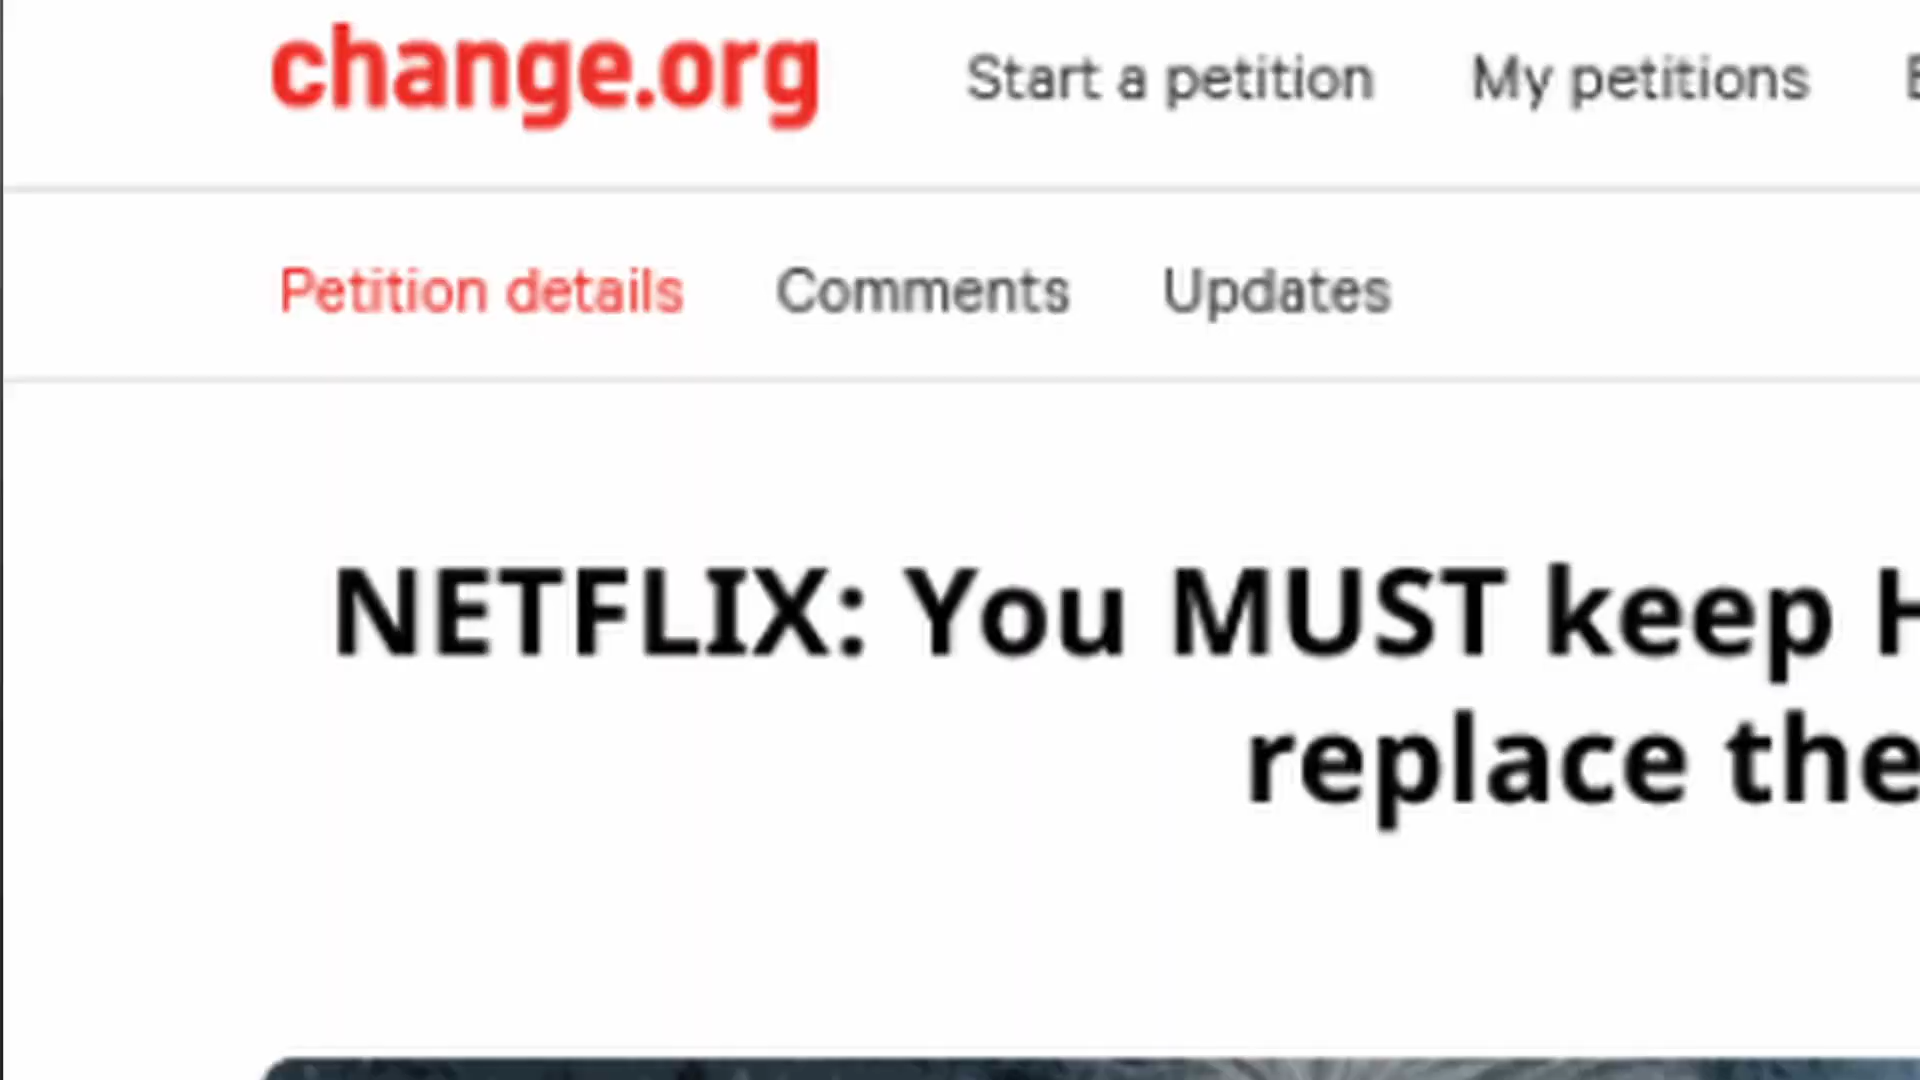 change.org Start a petition My petitions
Petition details Comments Updates
NETFLIX: You MUST keep
replace the